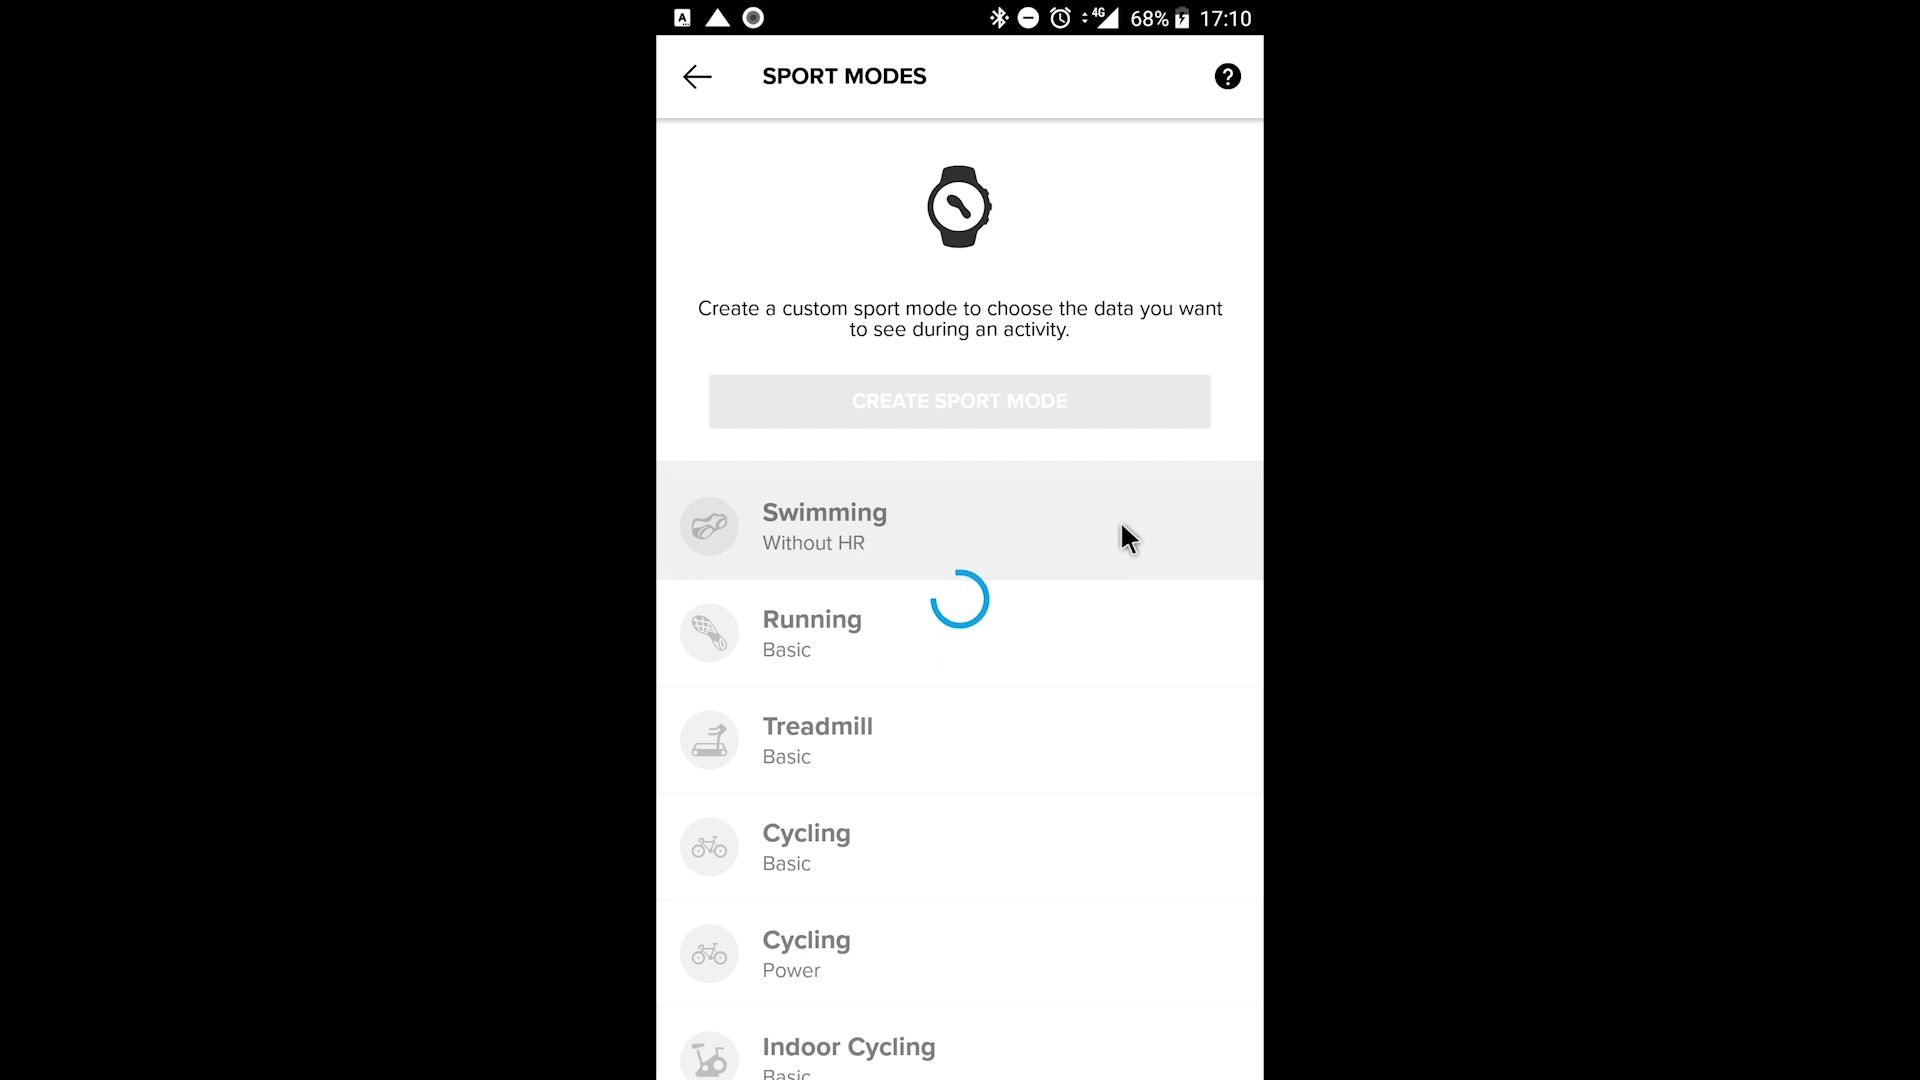 A 4G 68% 17:10
SPORT MODES ?
Create a custom sport mode to choose the data you want
to see during an activity.
CREATE SPORT MODE
Swimming
Without HR
Running
Basic
Treadmill
Basic
Cycling
Basic
Cycling
Power
Indoor Cycling
Basic